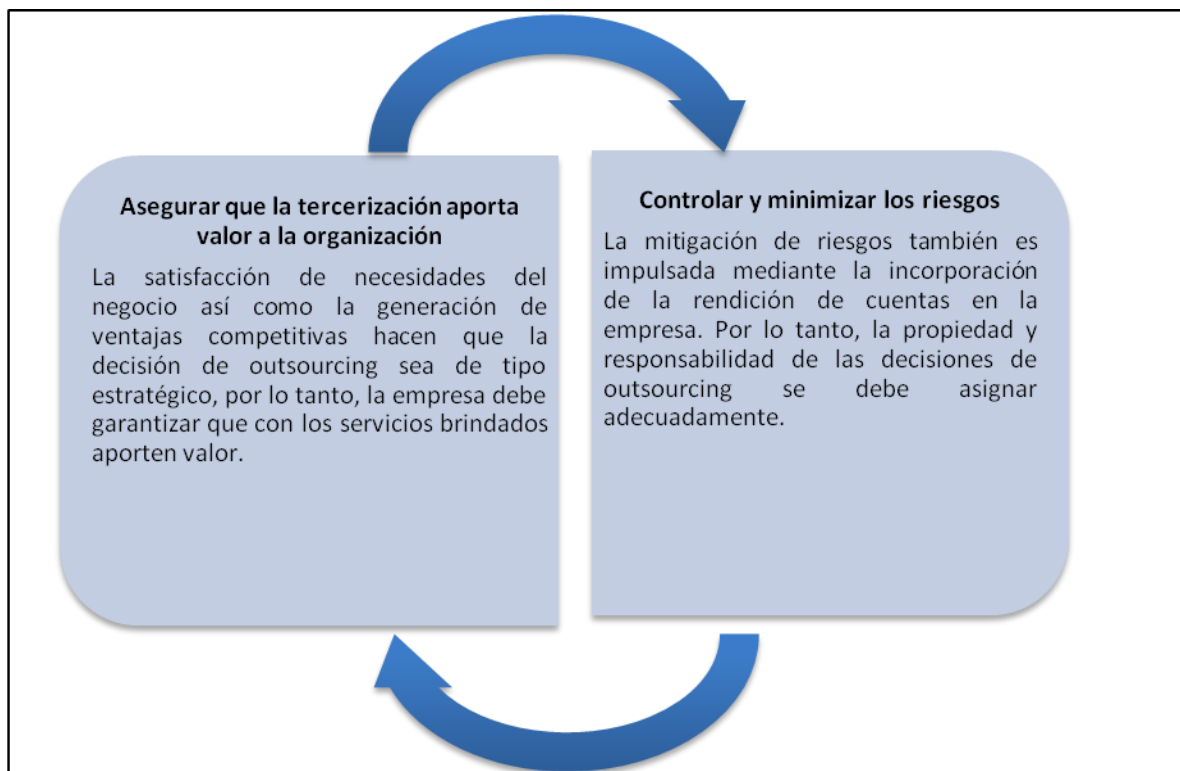 Asegurar que la tercerización aporta
valor a la organización
La satisfacción de necesidades del
negocio así como la generación de
ventajas competitivas hacen que la
decisión de outsourcing sea de tipo
estratégico, por lo tanto, la empresa debe
garantizar que con los servicios brindados
aporten valor.
Controlar y minimizar los riesgos
La mitigación de riesgos también es
impulsada mediante la incorporación
de la rendición de cuentas en la
empresa. Por lo tanto, la propiedad y
responsabilidad de las decisiones de
outsourcing se debe asignar
adecuadamente.